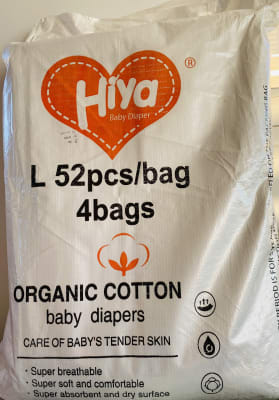 Hiya
®
Baby Diaper
L 52pcs/bag
4bags
ORGANIC COTTON
baby diapers
CARE OF BABY'S TENDER SKIN
· Super breathable
· Super soft and comfortable
· Super absorbent and dry surface